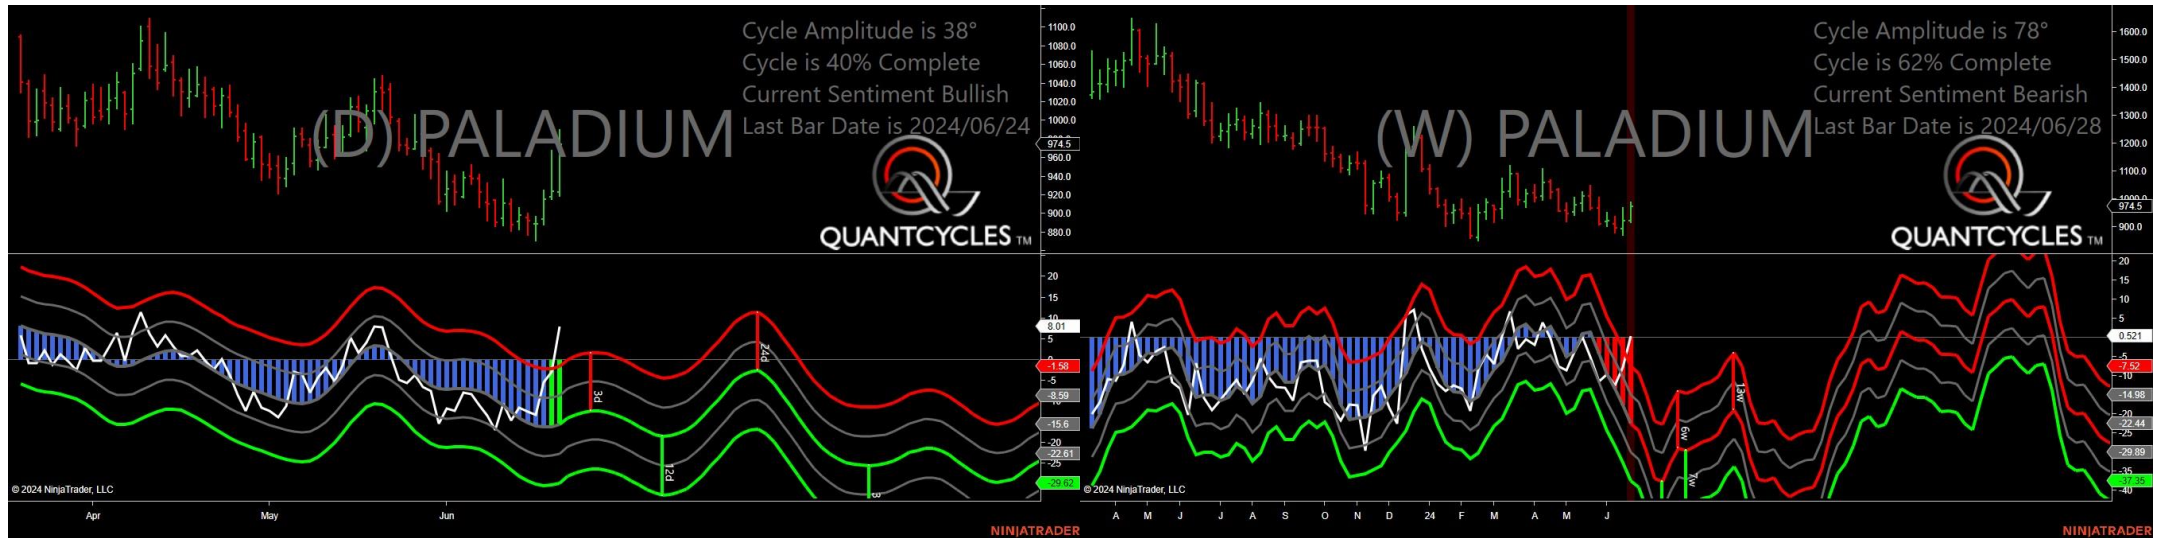 Cycle Amplitude is 38°
Cycle is 40% Complete
Current Sentiment Bullish
Last Bar Date is 2024/06/24
(D) PALADIUM
QUANTCYCLES TM
1100.0
1080.0
1060.0
1040.0
1020.0
1000.0
974.5
960.0
940.0
920.0
900.0
880.0
20
15
8.01
5
-1.58
-5
-8.59
-15.6
-20
-22.61
-25
-29.62
3d
12d
24d
© 2024 NinjaTrader, LLC
Apr
May
Jun
NINJATRADER
Cycle Amplitude is 78°
Cycle is 62% Complete
Current Sentiment Bearish
Last Bar Date is 2024/06/28
(W) PALADIUM
QUANTCYCLES TM
1600.0
1500.0
1400.0
1300.0
1200.0
1100.0
1000.0
974.5
900.0
20
15
10
5
0.521
-5
-7.52
-10
-14.98
-20
-22.44
-25
-29.89
-35
-37.35
-40
6w
7w
13w
© 2024 NinjaTrader, LLC
A M J J A S O N D 24 F M A M J
NINJATRADER